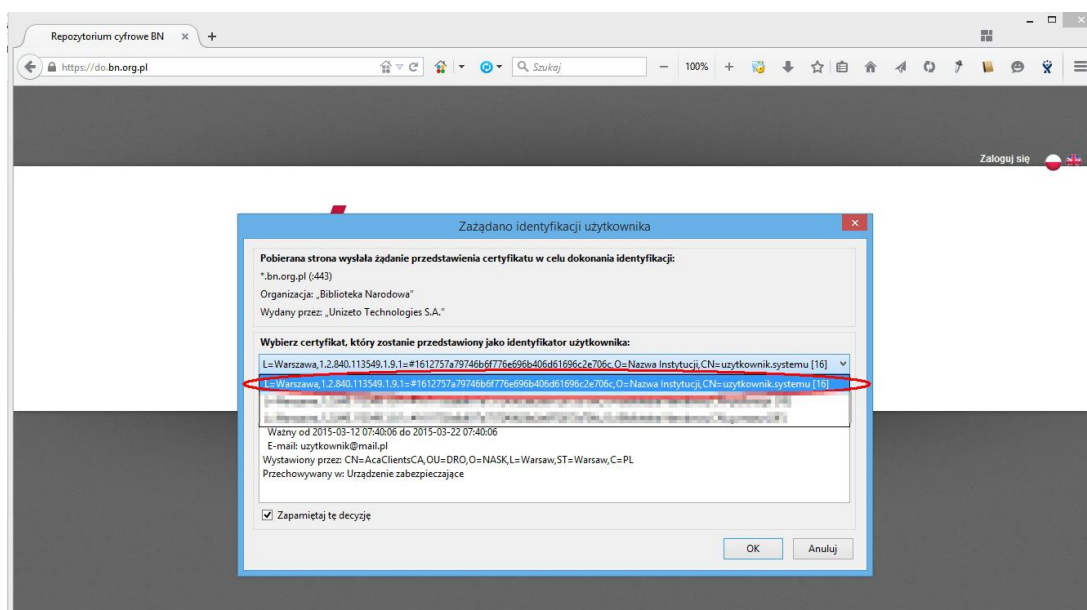 Repozytorium cyfrowe BN × +
https://do.bn.org.pl
Szukaj
100%
Zaloguj się
Zażądano identyfikacji użytkownika
Pobierana strona wysłała żądanie przedstawienia certyfikatu w celu dokonania identyfikacji:
*.bn.org.pl (:443)
Organizacja: „Biblioteka Narodowa”
Wydany przez: „Unizeto Technologies S.A.”
Wybierz certyfikat, który zostanie przedstawiony jako identyfikator użytkownika:
L=Warszawa,1.2.840.113549.1.9.1=#1612757a79746b6f776e696b406d61696c2e706c,O=Nazwa Instytucji,CN=uzytkownik.systemu [16]
L=Warszawa,1.2.840.113549.1.9.1=#1612757a79746b6f776e696b406d61696c2e706c,O=Nazwa Instytucji,CN=uzytkownik.systemu [16]
Ważny od 2015-03-12 07:40:06 do 2015-03-22 07:40:06
E-mail: uzytkownik@mail.pl
Wystawiony przez: CN=AcaClientsCA,OU=DRO,O=NASK,L=Warsaw,ST=Warsaw,C=PL
Przechowywany w: Urządzenie zabezpieczające
Zapamiętaj tę decyzję
OK Anuluj